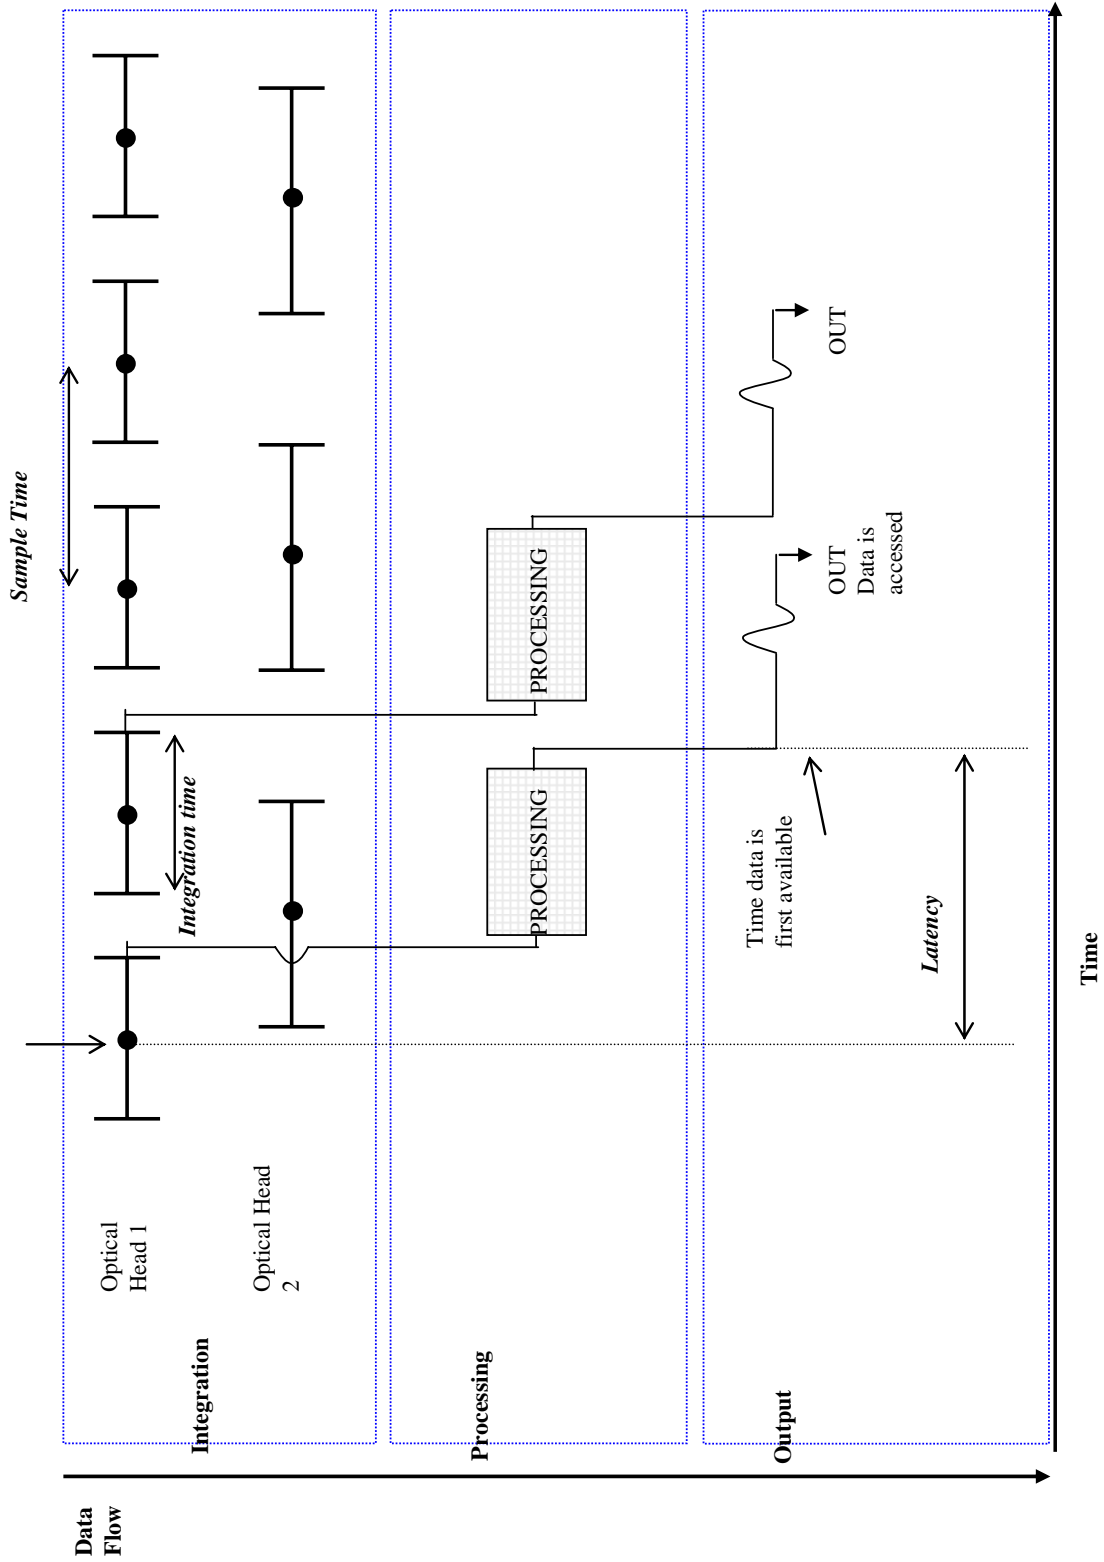 Data
Flow
Integration
Processing
Output
Optical
Head 1
Optical Head
2
Sample Time
Integration time
PROCESSING
PROCESSING
Time data is
first available
OUT
Data is
accessed
OUT
Latency
Time